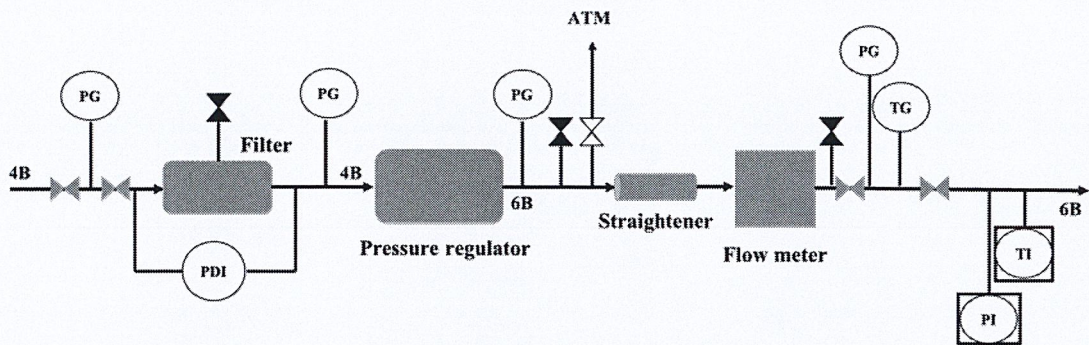 ATM
PG
PG
PG
PG
TG
Filter
4B
4B
6B
6B
Straightener
Pressure regulator
Flow meter
PDI
TI
PI